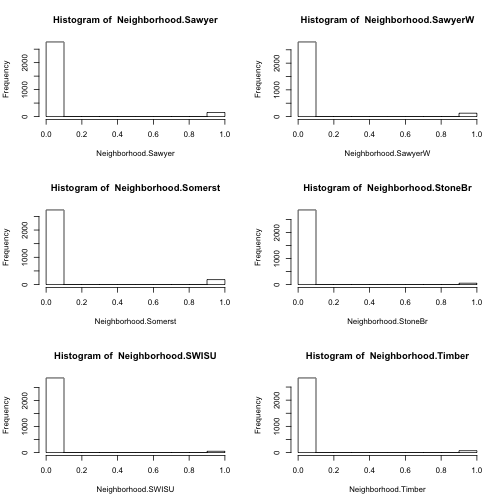 Histogram of  Neighborhood.Sawyer
Frequency
0 1000 2000
0.0 0.2 0.4 0.6 0.8 1.0
Neighborhood.Sawyer
Histogram of  Neighborhood.SawyerW
Frequency
0 1000 2000
0.0 0.2 0.4 0.6 0.8 1.0
Neighborhood.SawyerW
Histogram of  Neighborhood.Somerst
Frequency
0 1000 2000
0.0 0.2 0.4 0.6 0.8 1.0
Neighborhood.Somerst
Histogram of  Neighborhood.StoneBr
Frequency
0 1000 2000
0.0 0.2 0.4 0.6 0.8 1.0
Neighborhood.StoneBr
Histogram of  Neighborhood.SWISU
Frequency
0 1000 2000
0.0 0.2 0.4 0.6 0.8 1.0
Neighborhood.SWISU
Histogram of  Neighborhood.Timber
Frequency
0 1000 2000
0.0 0.2 0.4 0.6 0.8 1.0
Neighborhood.Timber